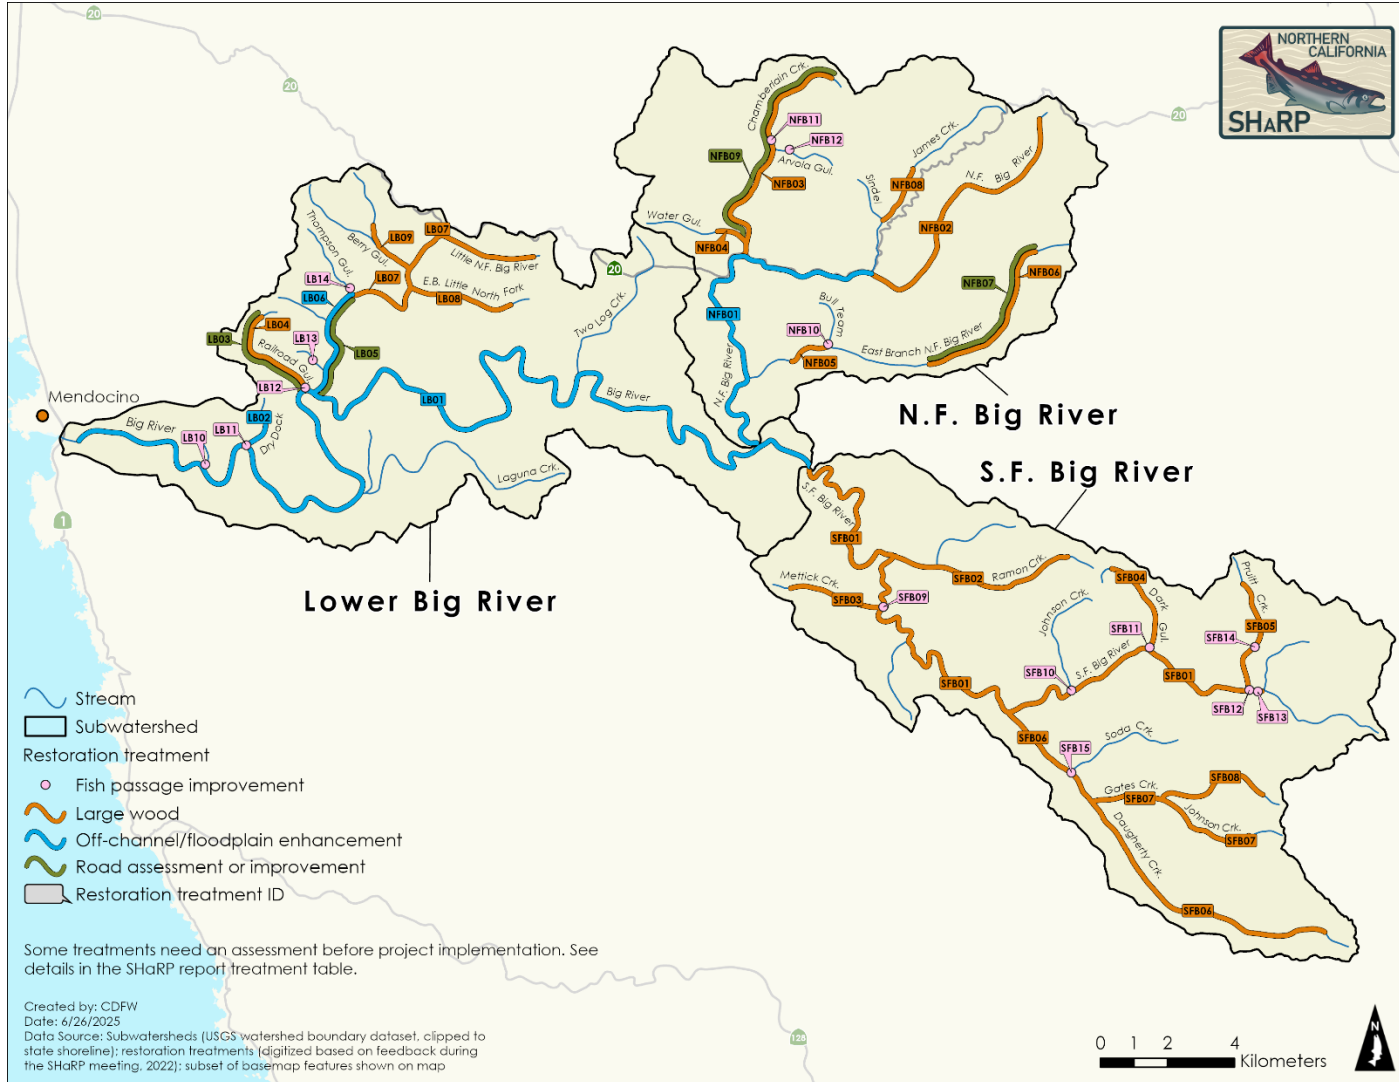 20
20
20
20
NORTHERN
CALIFORNIA
SHaRP
Chamberlain Crk.
NFB11
NFB12
Arvola Gul.
NFB09
NFB03
James Crk.
Sindel
NFB08
N.F. Big River
NFB02
Water Gul.
NFB04
NFB07
NFB06
NFB01
Bull Team
NFB10
NFB05
East Branch N.F. Big River
N.F. Big River
N.F. Big River
Thompson Gul.
Berry Gul.
LB09
LB07
Little N.F. Big River
LB14
LB07
E.B. Little North Fork
LB06
LB08
LB04
LB03
LB13
Railroad Gul.
LB05
LB12
Two Log Crk.
Mendocino
LB01
Big River
LB02
Big River
LB10
LB11
Dry Dock
Laguna Crk.
1
Lower Big River
S.F. Big River
S.F. Big River
SFB01
Mettick Crk.
SFB03
SFB09
SFB02
Ramon Crk.
SFB04
Dark Gul.
Pruitt Crk.
SFB05
Johnson Crk.
SFB11
SFB14
SFB10
S.F. Big River
SFB01
SFB01
SFB12
SFB13
SFB06
SFB15
Soda Crk.
Gates Crk.
SFB07
SFB08
Johnson Crk.
SFB07
Daugherty Crk.
SFB06
Stream
Subwatershed
Restoration treatment
Fish passage improvement
Large wood
Off-channel/floodplain enhancement
Road assessment or improvement
Restoration treatment ID
Some treatments need an assessment before project implementation. See
details in the SHaRP report treatment table.
Created by: CDFW
Date: 6/26/2025
Data Source: Subwatersheds (USGS watershed boundary dataset, clipped to
state shoreline); restoration treatments (digitized based on feedback during
the SHaRP meeting, 2022); subset of basemap features shown on map
128
0 1 2 4
Kilometers
N